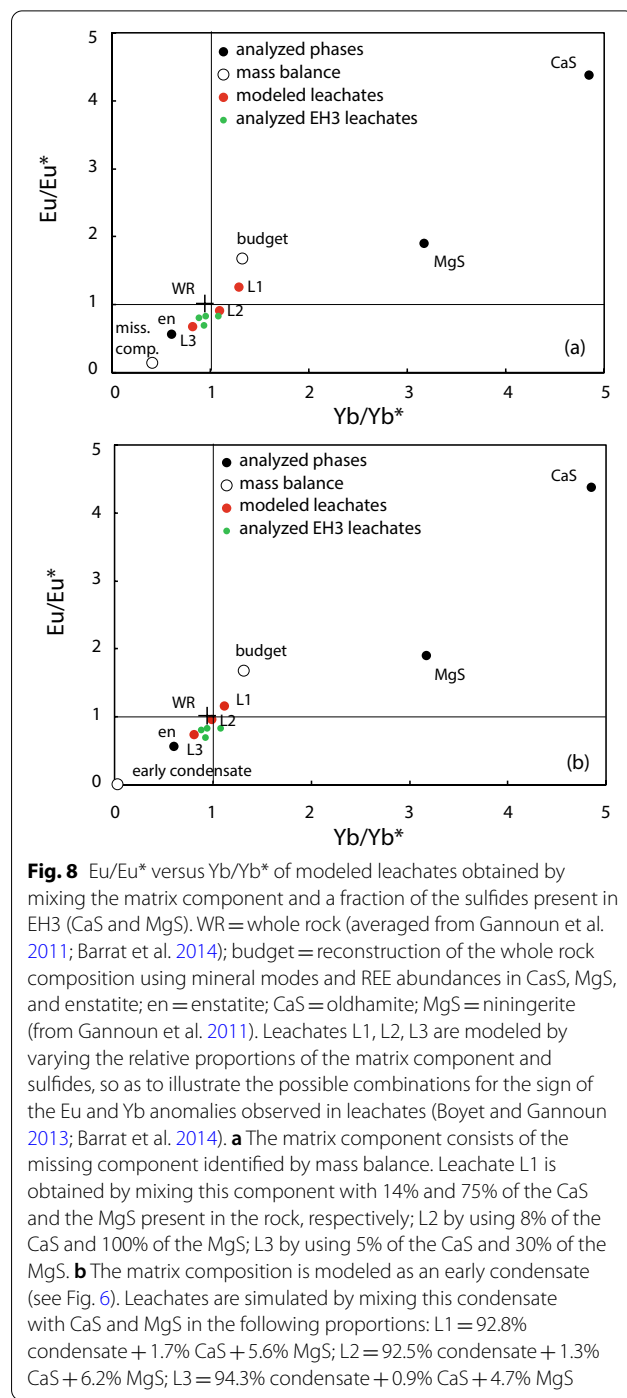 5
4
3
2
1
0
Eu/Eu*
analyzed phases
mass balance
modeled leachates
analyzed EH3 leachates
CaS
budget
MgS
WR
L1
L2
en
miss.
comp.
L3
(a)
0 1 2 3 4 5
Yb/Yb*
5
4
3
2
1
0
Eu/Eu*
analyzed phases
mass balance
modeled leachates
analyzed EH3 leachates
CaS
budget
MgS
WR
L1
L2
en
L3
early condensate
(b)
0 1 2 3 4 5
Yb/Yb*
Fig. 8 Eu/Eu* versus Yb/Yb* of modeled leachates obtained by
mixing the matrix component and a fraction of the sulfides present in
EH3 (CaS and MgS). WR = whole rock (averaged from Gannoun et al.
2011; Barrat et al. 2014); budget = reconstruction of the whole rock
composition using mineral modes and REE abundances in CasS, MgS,
and enstatite; en = enstatite; CaS = oldhamite; MgS = niningerite
(from Gannoun et al. 2011). Leachates L1, L2, L3 are modeled by
varying the relative proportions of the matrix component and
sulfides, so as to illustrate the possible combinations for the sign of
the Eu and Yb anomalies observed in leachates (Boyet and Gannoun
2013; Barrat et al. 2014). a The matrix component consists of the
missing component identified by mass balance. Leachate L1 is
obtained by mixing this component with 14% and 75% of the CaS
and the MgS present in the rock, respectively; L2 by using 8% of the
CaS and 100% of the MgS; L3 by using 5% of the CaS and 30% of the
MgS. b The matrix composition is modeled as an early condensate
(see Fig. 6). Leachates are simulated by mixing this condensate
with CaS and MgS in the following proportions: L1 = 92.8%
condensate + 1.7% CaS + 5.6% MgS; L2 = 92.5% condensate + 1.3%
CaS + 6.2% MgS; L3 = 94.3% condensate + 0.9% CaS + 4.7% MgS